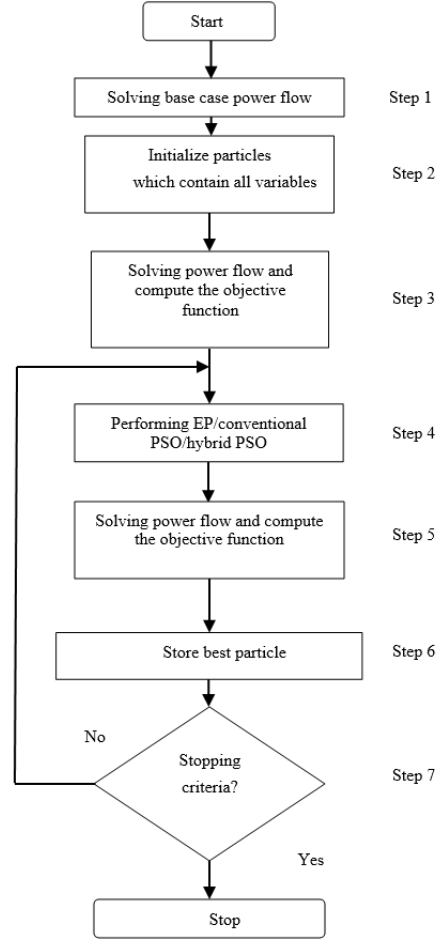 Start
Solving base case power flow
Step 1
Initialize particles
which contain all variables
Step 2
Solving power flow and
compute the objective
function
Step 3
Performing EP/conventional
PSO/hybrid PSO
Step 4
Solving power flow and compute
the objective function
Step 5
Store best particle
Step 6
No
Stopping
criteria?
Step 7
Yes
Stop